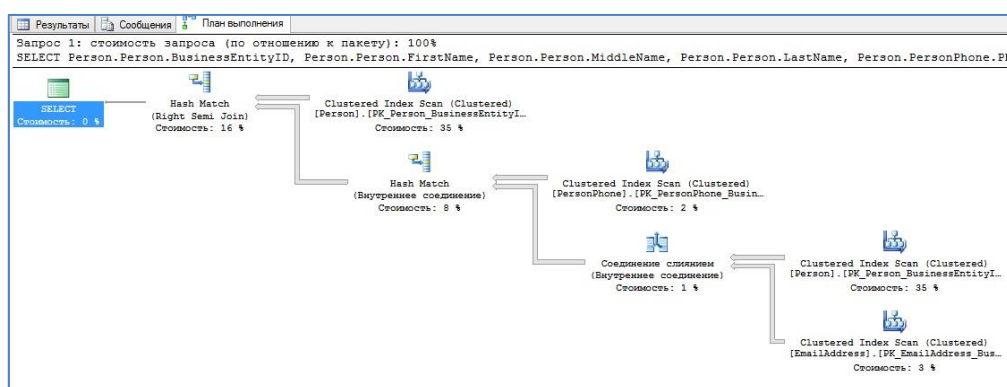 Результаты Сообщения План выполнения
Запрос 1: стоимость запроса (по отношению к пакету): 100%
SELECT Person.Person.BusinessEntityID, Person.Person.FirstName, Person.Person.MiddleName, Person.Person.LastName, Person.PersonPhone.Ph
SELECT
Стоимость: 0 %
Hash Match
(Right Semi Join)
Стоимость: 16 %
Clustered Index Scan (Clustered)
[Person].[PK_Person_BusinessEntityI…
Стоимость: 35 %
Hash Match
(Внутреннее соединение)
Стоимость: 8 %
Clustered Index Scan (Clustered)
[PersonPhone].[PK_PersonPhone_Busin…
Стоимость: 2 %
Соединение слиянием
(Внутреннее соединение)
Стоимость: 1 %
Clustered Index Scan (Clustered)
[Person].[PK_Person_BusinessEntityI…
Стоимость: 35 %
Clustered Index Scan (Clustered)
[EmailAddress].[PK_EmailAddress_Bus…
Стоимость: 3 %